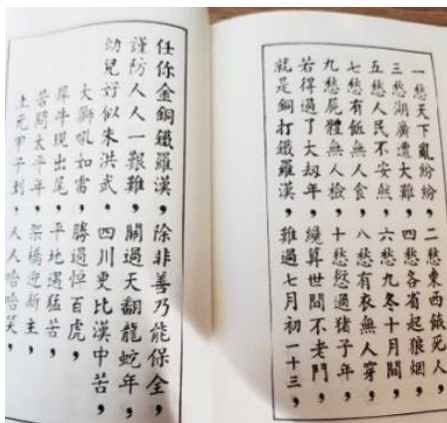 一愁天下亂紛紛,二愁東西餓死人,
三愁湖廣遭大難,四愁各省起狼烟,
五愁人民不安然,六愁九冬十月間,
七愁有飯無人食,八愁有衣無人穿,
九愁屍體無人檢,十愁愆過猪子年,
若得過了大劫年,纔算世間不老門,
就是銅打鐵羅漢,難過七月初一十三,
任你金銅鐵羅漢,除非善乃能保全,
謹防人人一艱難,關過天翻龍蛇年,
幼兒好似朱洪武,四川更比漢中苦,
大獅吼如雷,勝過悼百虎,
犀牛現出尾,平地遇猛苦,
若問太平年,架橋迎新主,
上元甲子到,人人哈哈笑,